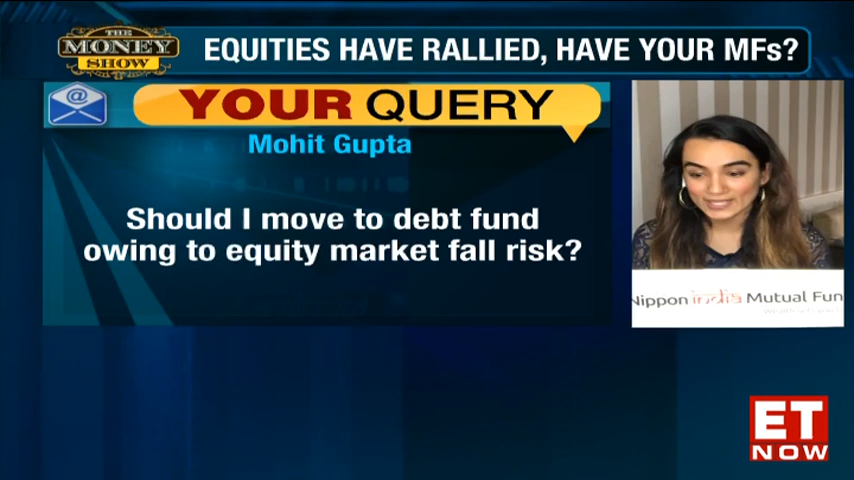 THE
MONEY
SHOW
EQUITIES HAVE RALLIED, HAVE YOUR MFs?
@
YOUR QUERY
Mohit Gupta
Should I move to debt fund
owing to equity market fall risk?
Nippon india Mutual Fun
ET
NOW